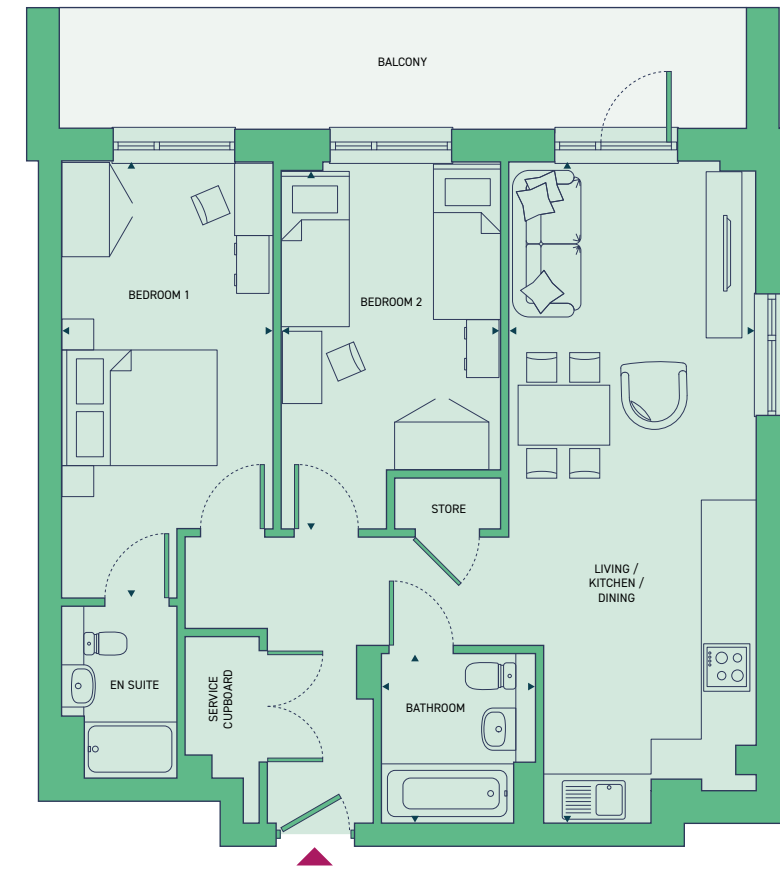 BALCONY
BEDROOM 1
BEDROOM 2
STORE
LIVING /
KITCHEN /
DINING
EN SUITE
SERVICE
CUPBOARD
BATHROOM